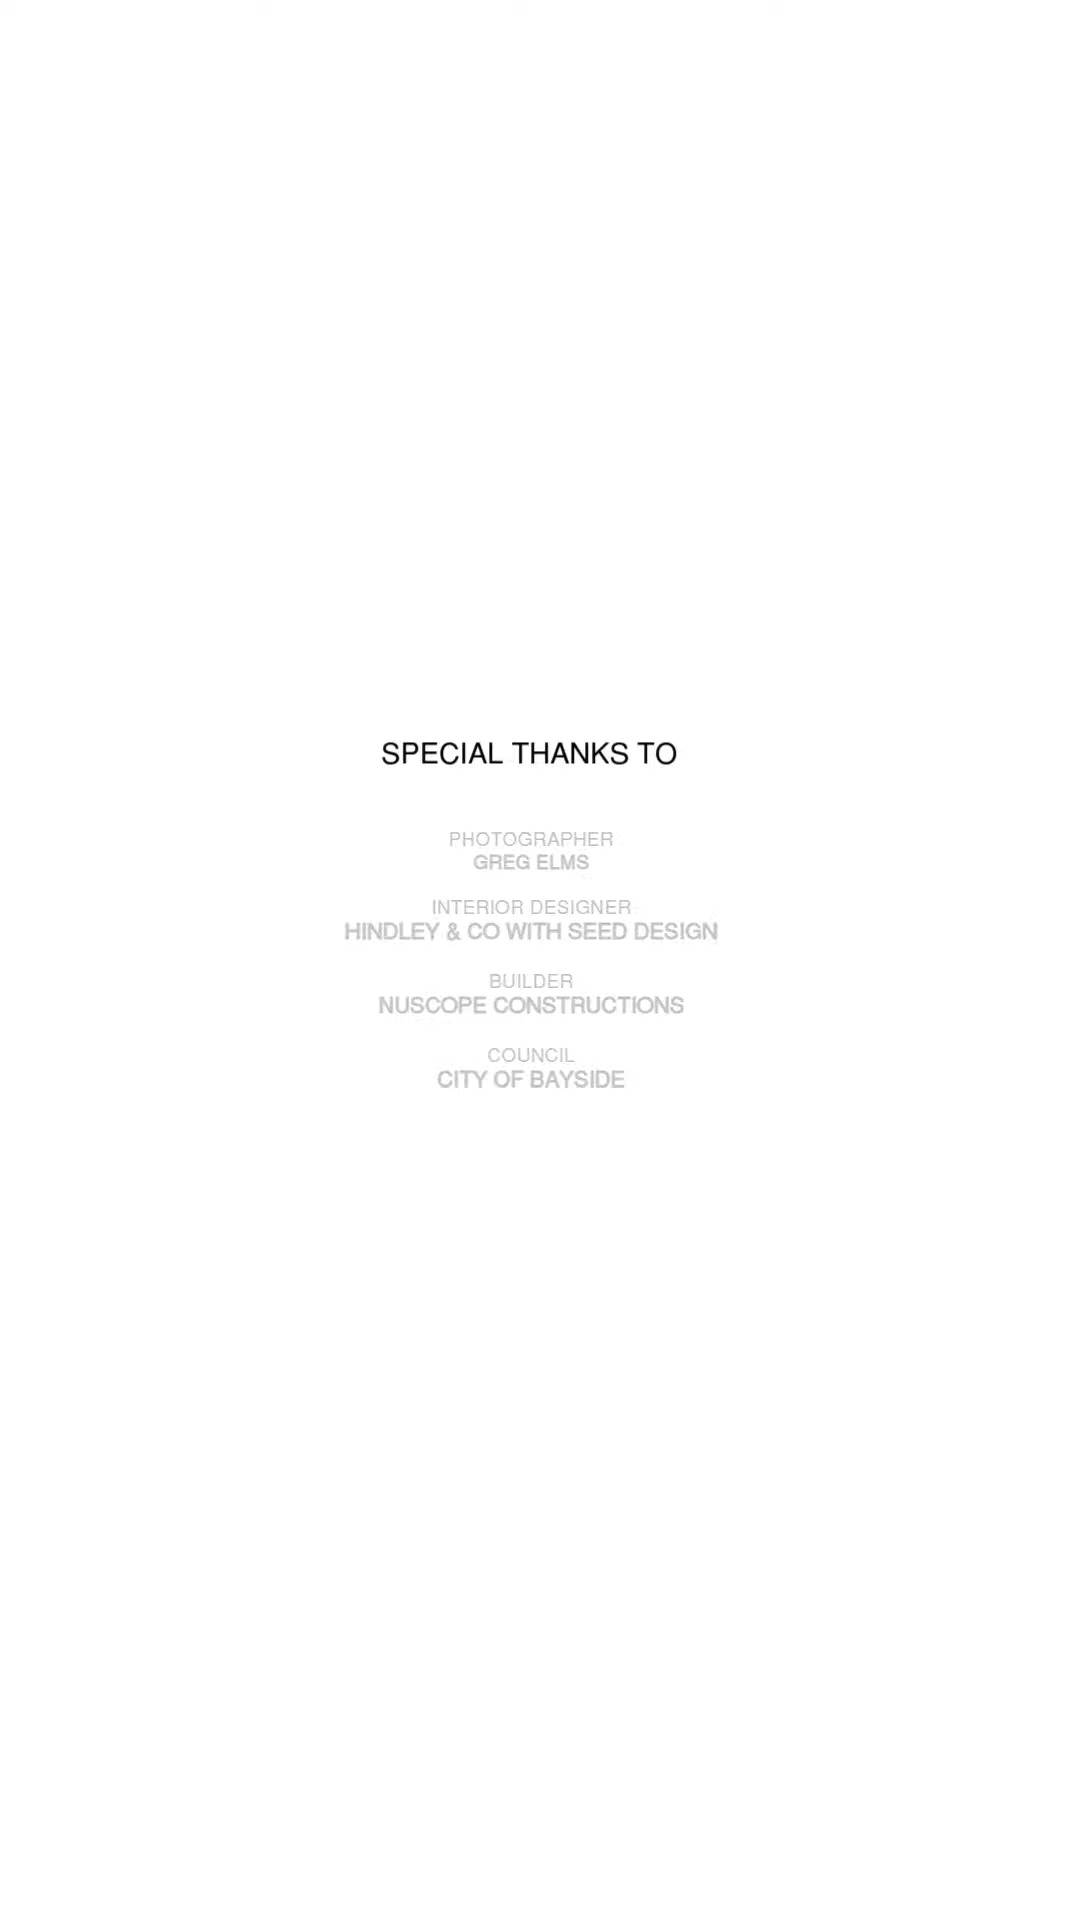 SPECIAL THANKS TO
PHOTOGRAPHER
GREG ELMS
INTERIOR DESIGNER
HINDLEY & CO WITH SEED DESIGN
BUILDER
NUSCOPE CONSTRUCTIONS
COUNCIL
CITY OF BAYSIDE